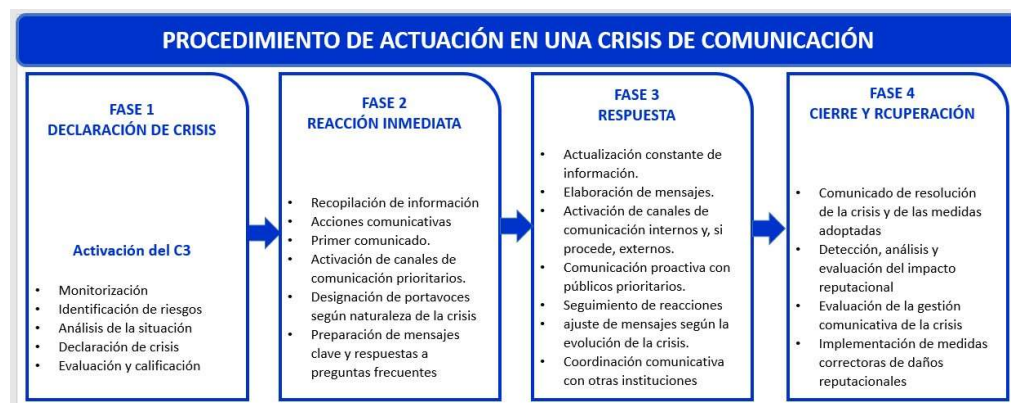 PROCEDIMIENTO DE ACTUACIÓN EN UNA CRISIS DE COMUNICACIÓN
FASE 1
DECLARACIÓN DE CRISIS
Activación del C3
• Monitorización
• Identificación de riesgos
• Análisis de la situación
• Declaración de crisis
• Evaluación y calificación
FASE 2
REACCIÓN INMEDIATA
• Recopilación de información
• Acciones comunicativas
• Primer comunicado.
• Activación de canales de
comunicación prioritarios.
• Designación de portavoces
según naturaleza de la crisis
• Preparación de mensajes
clave y respuestas a
preguntas frecuentes
FASE 3
RESPUESTA
• Actualización constante de
información.
• Elaboración de mensajes.
• Activación de canales de
comunicación internos y, si
procede, externos.
• Comunicación proactiva con
públicos prioritarios.
• Seguimiento de reacciones
• ajuste de mensajes según la
evolución de la crisis.
• Coordinación comunicativa
con otras instituciones
FASE 4
CIERRE Y RCUPERACIÓN
• Comunicado de resolución
de la crisis y de las medidas
adoptadas
• Detección, análisis y
evaluación del impacto
reputacional
• Evaluación de la gestión
comunicativa de la crisis
• Implementación de medidas
correctoras de daños
reputacionales